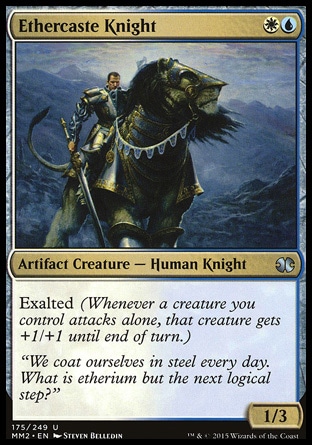 Ethercaste Knight
Artifact Creature — Human Knight
Exalted (Whenever a creature you
control attacks alone, that creature gets
+1/+1 until end of turn.)
“We coat ourselves in steel every day.
What is etherium but the next logical
step?”
1/3
175/249 U
MM2 • EN Steven Belledin
™ & © 2015 Wizards of the Coast